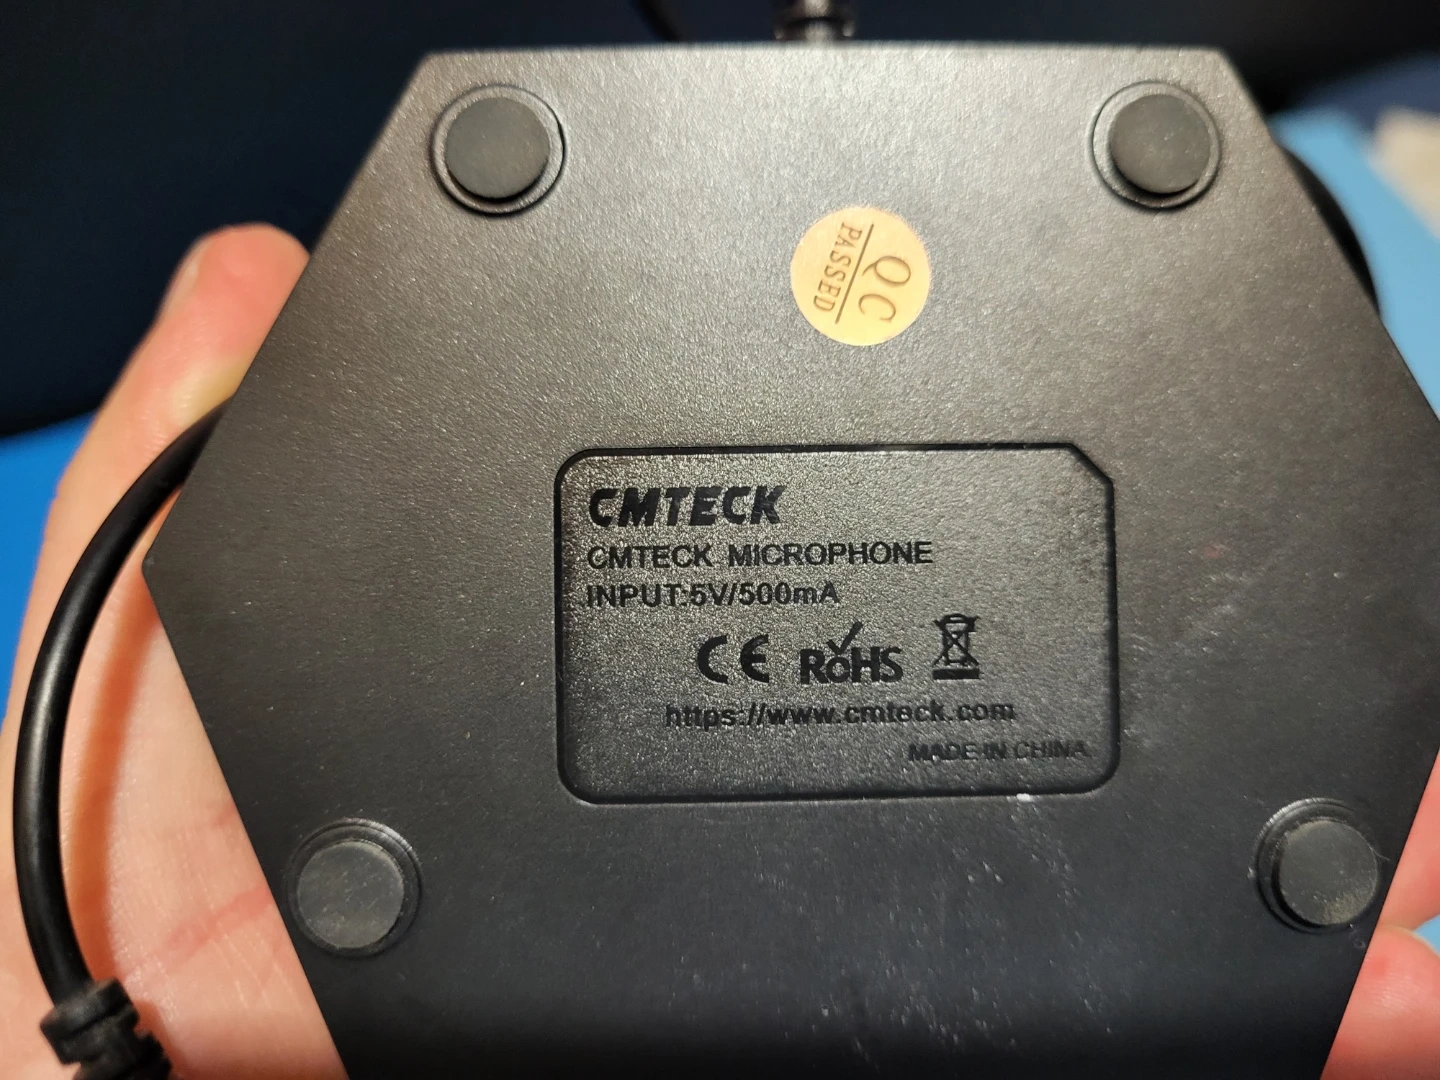 QC
PASSED
CMTECK
CMTECK MICROPHONE
INPUT:5V/500mA
CE RoHS
https://www.cmteck.com
MADE IN CHINA